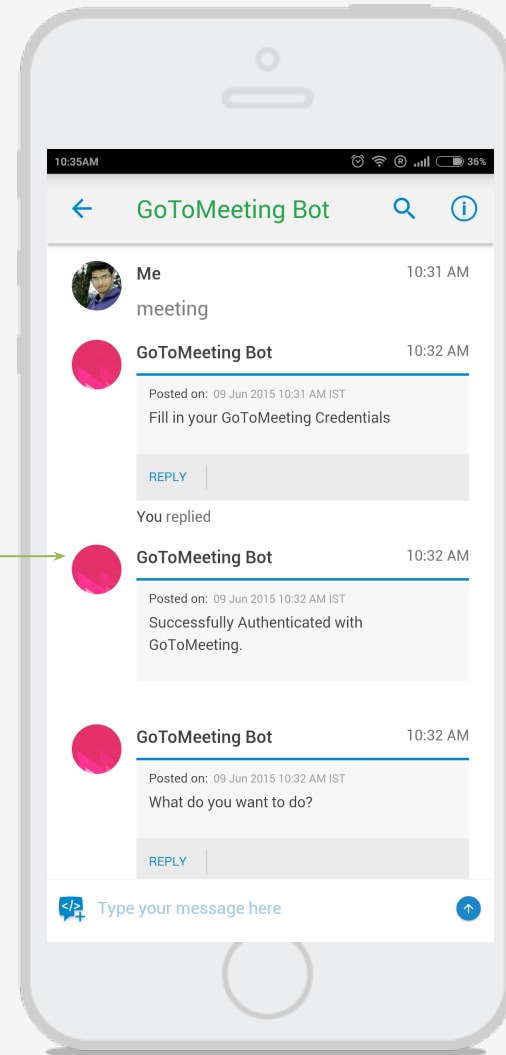 10:35AM ® 36%
GoToMeeting Bot
Me 10:31 AM
meeting
GoToMeeting Bot 10:32 AM
Posted on: 09 Jun 2015 10:31 AM IST
Fill in your GoToMeeting Credentials
REPLY
You replied
GoToMeeting Bot 10:32 AM
Posted on: 09 Jun 2015 10:32 AM IST
Successfully Authenticated with
GoToMeeting.
GoToMeeting Bot 10:32 AM
Posted on: 09 Jun 2015 10:32 AM IST
What do you want to do?
REPLY
Type your message here